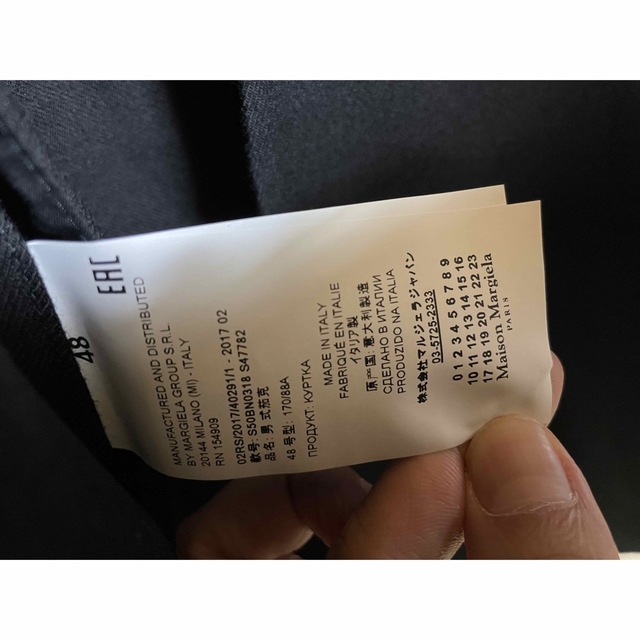 48
EAC
MANUFACTURED AND DISTRIBUTED
BY MARGIELA GROUP S.R.L.
20144 MILANO (MI) - ITALY
RN 154909
02RS/2017/40291/1 - 2017 02
款号: S50BN0318 S47782
品名: 男式茄克
48 号型: 170/88A
ПРОДУКТ: КУРТКА
MADE IN ITALY
FABRIQUÉ EN ITALIE
イタリア製
原产国: 意大利製造
СДЕЛАНО В ИТАЛИИ
PRODUZIDO NA ITALIA
株式会社マルジェラジャパン
03-5725-2333
0 1 2 3 4 5 6 7 8 9
10 11 12 13 14 15 16
17 18 19 20 21 22 23
Maison Margiela
PARIS